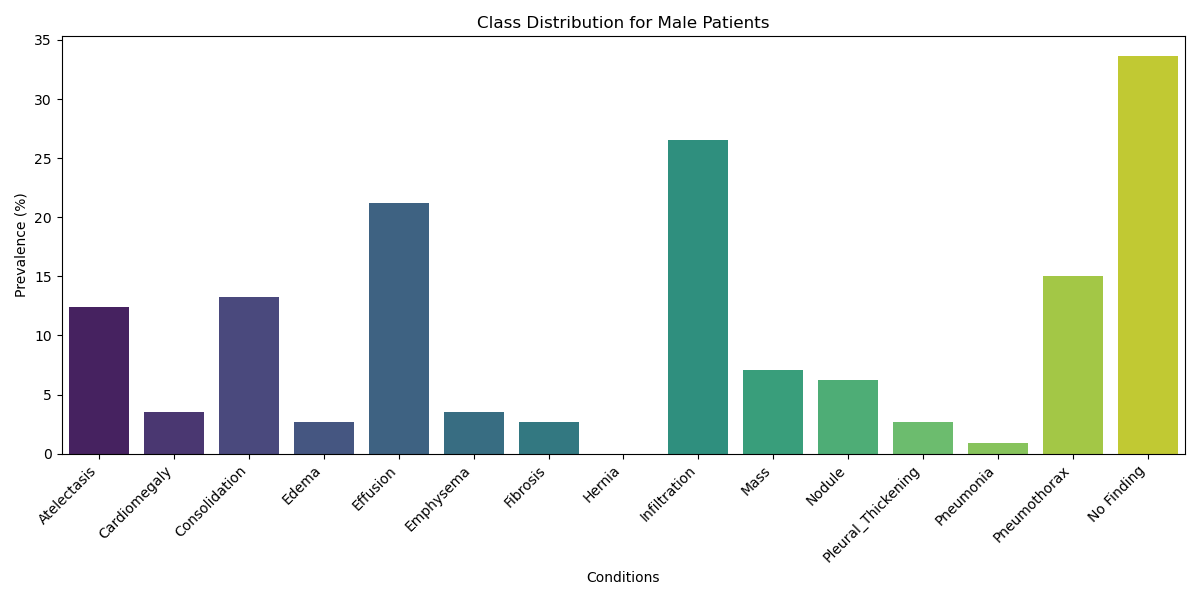 Class Distribution for Male Patients
Prevalence (%)
35
30
25
20
15
10
5
0
Atelectasis
Cardiomegaly
Consolidation
Edema
Effusion
Emphysema
Fibrosis
Hernia
Infiltration
Mass
Nodule
Pleural_Thickening
Pneumonia
Pneumothorax
No Finding
Conditions